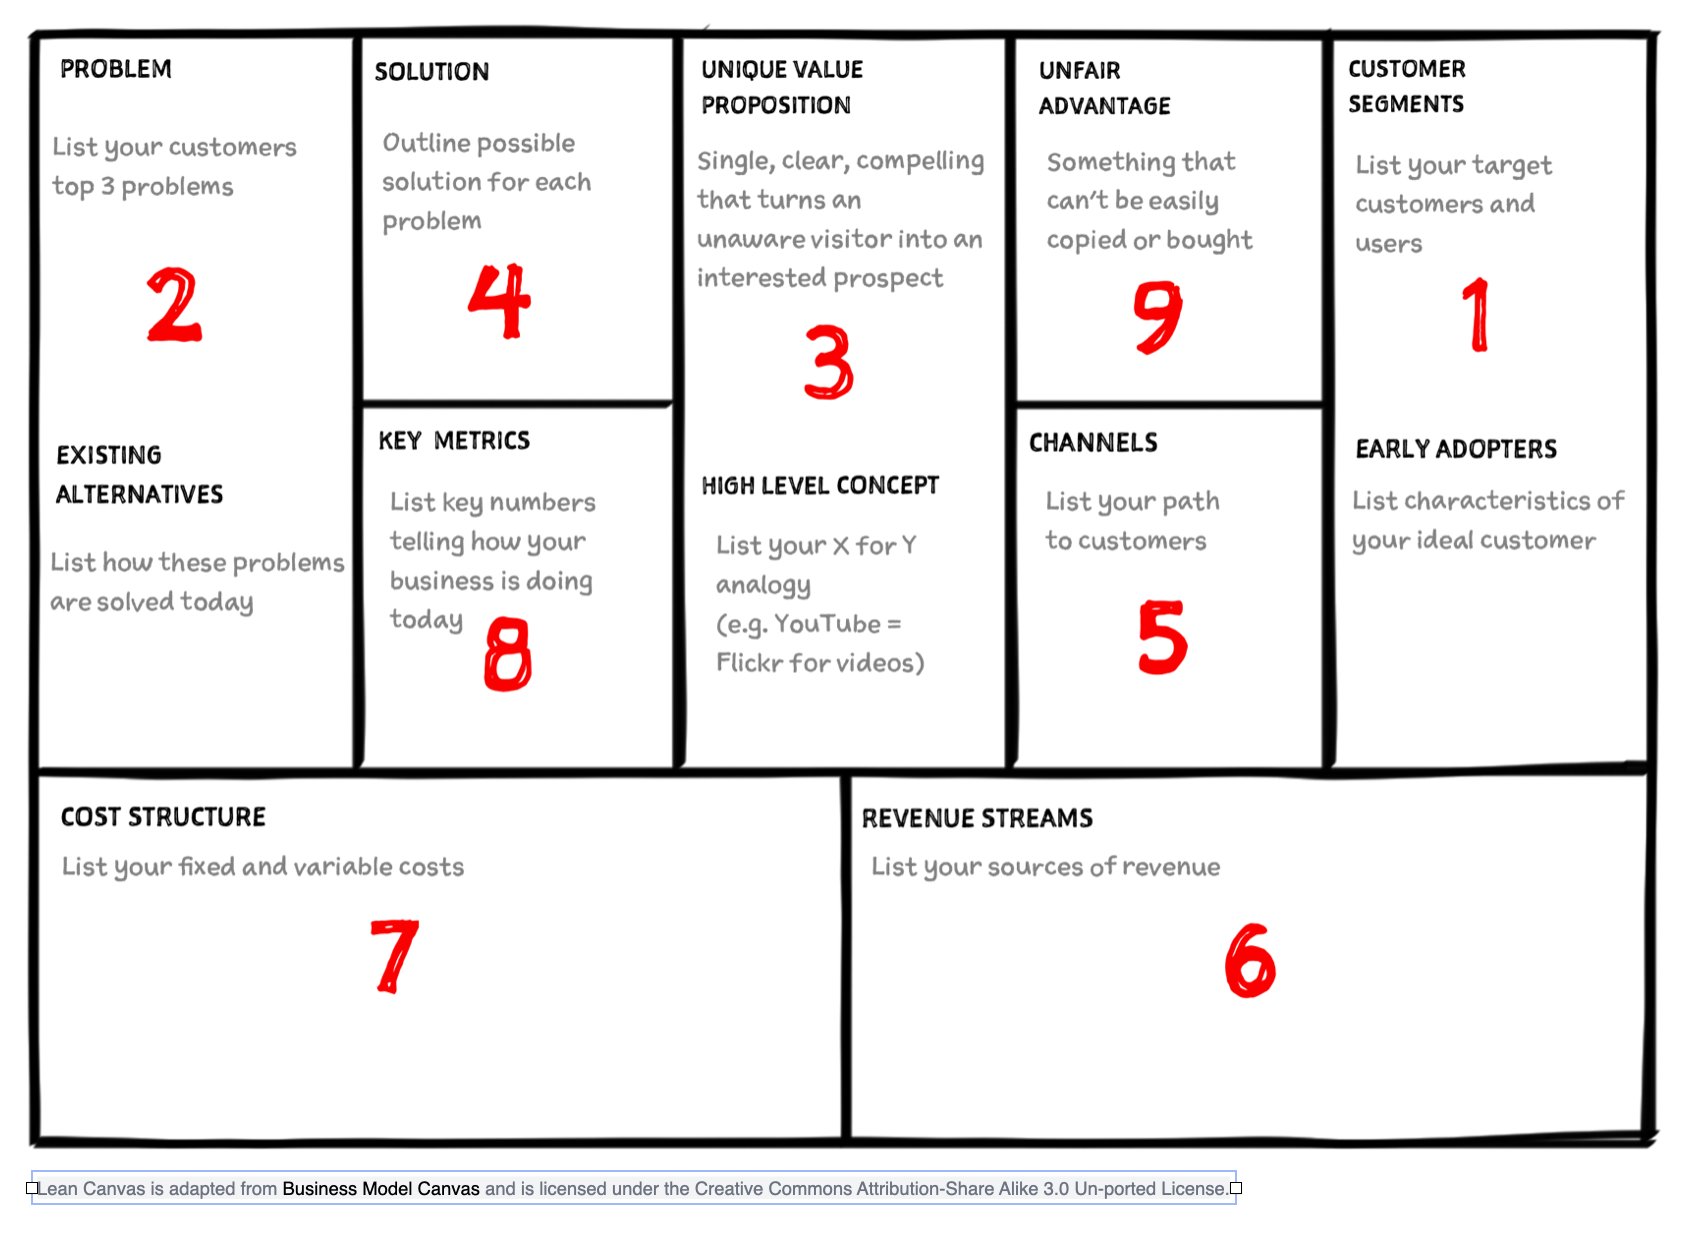 PROBLEM
List your customers
top 3 problems
2
EXISTING
ALTERNATIVES
List how these problems
are solved today
SOLUTION
Outline possible
solution for each
problem
4
KEY METRICS
List key numbers
telling how your
business is doing
today
8
UNIQUE VALUE
PROPOSITION
Single, clear, compelling
that turns an
unaware visitor into an
interested prospect
3
HIGH LEVEL CONCEPT
List your X for Y
analogy
(e.g. YouTube =
Flickr for videos)
UNFAIR
ADVANTAGE
Something that
can't be easily
copied or bought
9
CHANNELS
List your path
to customers
5
CUSTOMER
SEGMENTS
List your target
customers and
users
1
EARLY ADOPTERS
List characteristics of
your ideal customer
COST STRUCTURE
List your fixed and variable costs
7
REVENUE STREAMS
List your sources of revenue
6
Lean Canvas is adapted from Business Model Canvas and is licensed under the Creative Commons Attribution-Share Alike 3.0 Un-ported License.